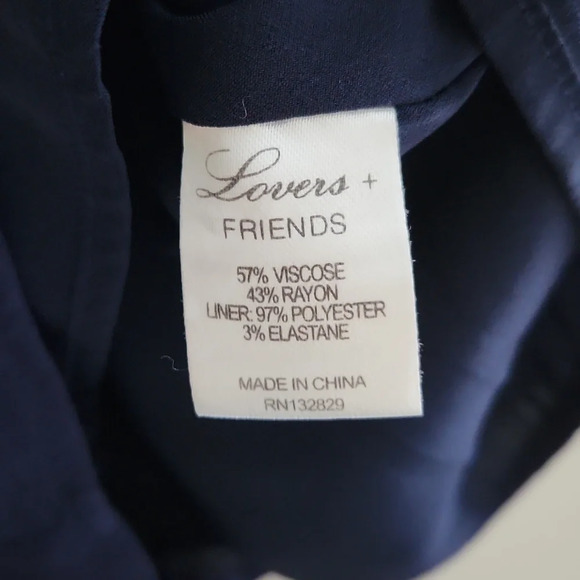 Lovers +
FRIENDS
57% VISCOSE
43% RAYON
LINER: 97% POLYESTER
3% ELASTANE
MADE IN CHINA
RN132829